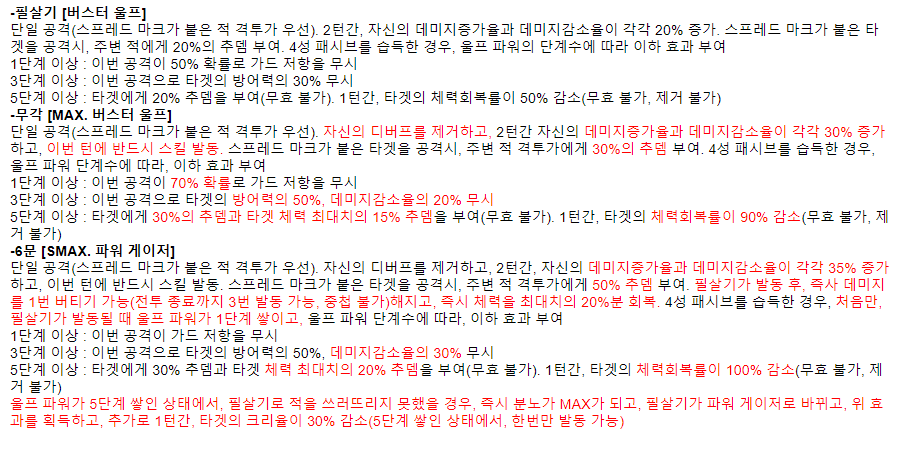 -필살기 [버스터 울프]
단일 공격(스프레드 마크가 붙은 적 격투가 우선). 2턴간, 자신의 데미지증가율과 데미지감소율이 각각 20% 증가. 스프레드 마크가 붙은 타
겟을 공격시, 주변 적에게 20%의 추뎀 부여. 4성 패시브를 습득한 경우, 울프 파워의 단계수에 따라 이하 효과 부여
1단계 이상 : 이번 공격이 50% 확률로 가드 저항을 무시
3단계 이상 : 이번 공격으로 타겟의 방어력의 30% 무시
5단계 이상 : 타겟에게 20% 추뎀을 부여(무효 불가). 1턴간, 타겟의 체력회복률이 50% 감소(무효 불가, 제거 불가)
-무각 [MAX. 버스터 울프]
단일 공격(스프레드 마크가 붙은 적 격투가 우선). 자신의 디버프를 제거하고, 2턴간 자신의 데미지증가율과 데미지감소율이 각각 30% 증가
하고, 이번 턴에 반드시 스킬 발동. 스프레드 마크가 붙은 타겟을 공격시, 주변 적 격투가에게 30%의 추뎀 부여. 4성 패시브를 습득한 경우,
울프 파워 단계수에 따라, 이하 효과 부여
1단계 이상 : 이번 공격이 70% 확률로 가드 저항을 무시
3단계 이상 : 이번 공격으로 타겟의 방어력의 50%, 데미지감소율의 20% 무시
5단계 이상 : 타겟에게 30%의 추뎀과 타겟 체력 최대치의 15% 추뎀을 부여(무효 불가). 1턴간, 타겟의 체력회복률이 90% 감소(무효 불가, 제
거 불가)
-6문 [SMAX. 파워 게이저]
단일 공격(스프레드 마크가 붙은 적 격투가 우선). 자신의 디버프를 제거하고, 2턴간, 자신의 데미지증가율과 데미지감소율이 각각 35% 증가
하고, 이번 턴에 반드시 스킬 발동. 스프레드 마크가 붙은 타겟을 공격시, 주변 적 격투가에게 50% 추뎀 부여. 필살기가 발동 후, 즉사 데미지
를 1번 버티기 가능(전투 종료까지 3번 발동 가능, 중첩 불가)해지고, 즉시 체력을 최대치의 20%분 회복. 4성 패시브를 습득한 경우, 처음만,
필살기가 발동될 때 울프 파워가 1단계 쌓이고, 울프 파워 단계수에 따라, 이하 효과 부여
1단계 이상 : 이번 공격이 가드 저항을 무시
3단계 이상 : 이번 공격으로 타겟의 방어력의 50%, 데미지감소율의 30% 무시
5단계 이상 : 타겟에게 30% 추뎀과 타겟 체력 최대치의 20% 추뎀을 부여(무효 불가). 1턴간, 타겟의 체력회복률이 100% 감소(무효 불가, 제
거 불가)
울프 파워가 5단계 쌓인 상태에서, 필살기로 적을 쓰러뜨리지 못했을 경우, 즉시 분노가 MAX가 되고, 필살기가 파워 게이저로 바뀌고, 위 효
과를 획득하고, 추가로 1턴간, 타겟의 크리율이 30% 감소(5단계 쌓인 상태에서, 한번만 발동 가능)